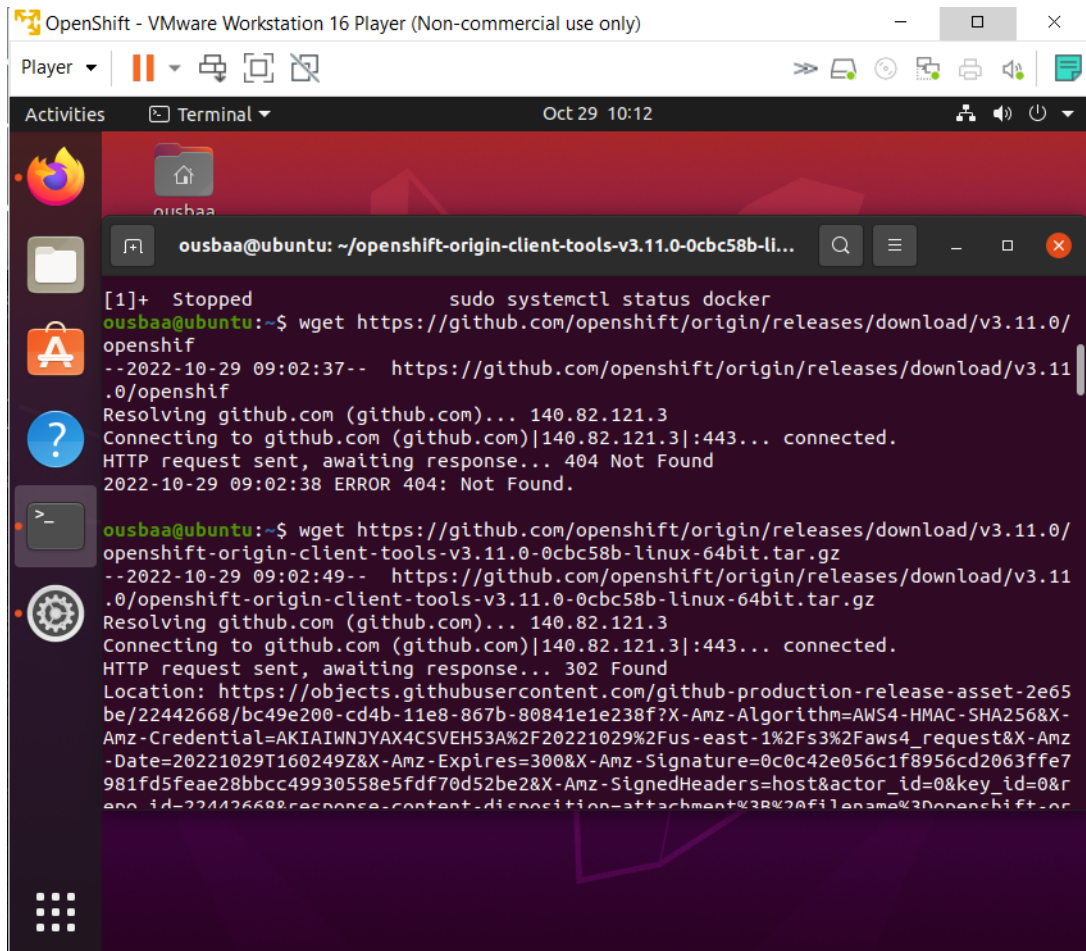 OpenShift - VMware Workstation 16 Player (Non-commercial use only)
Player
Activities Terminal Oct 29 10:12
ousbaa
ousbaa@ubuntu: ~/openshift-origin-client-tools-v3.11.0-0cbc58b-li...
[1]+ Stopped sudo systemctl status docker
ousbaa@ubuntu:~$ wget https://github.com/openshift/origin/releases/download/v3.11.0/
openshif
--2022-10-29 09:02:37-- https://github.com/openshift/origin/releases/download/v3.11
.0/openshif
Resolving github.com (github.com)... 140.82.121.3
Connecting to github.com (github.com)|140.82.121.3|:443... connected.
HTTP request sent, awaiting response... 404 Not Found
2022-10-29 09:02:38 ERROR 404: Not Found.
ousbaa@ubuntu:~$ wget https://github.com/openshift/origin/releases/download/v3.11.0/
openshift-origin-client-tools-v3.11.0-0cbc58b-linux-64bit.tar.gz
--2022-10-29 09:02:49-- https://github.com/openshift/origin/releases/download/v3.11
.0/openshift-origin-client-tools-v3.11.0-0cbc58b-linux-64bit.tar.gz
Resolving github.com (github.com)... 140.82.121.3
Connecting to github.com (github.com)|140.82.121.3|:443... connected.
HTTP request sent, awaiting response... 302 Found
Location: https://objects.githubusercontent.com/github-production-release-asset-2e65
be/22442668/bc49e200-cd4b-11e8-867b-80841e1e238f?X-Amz-Algorithm=AWS4-HMAC-SHA256&X-
Amz-Credential=AKIAIWNJYAX4CSVEH53A%2F20221029%2Fus-east-1%2Fs3%2Faws4_request&X-Amz
-Date=20221029T160249Z&X-Amz-Expires=300&X-Amz-Signature=0c0c42e056c1f8956cd2063ffe7
981fd5feae28bbcc49930558e5fdf70d52be2&X-Amz-SignedHeaders=host&actor_id=0&key_id=0&r
epo_id=22442668&response-content-disposition=attachment%3B%20filename%3Dopenshift-or